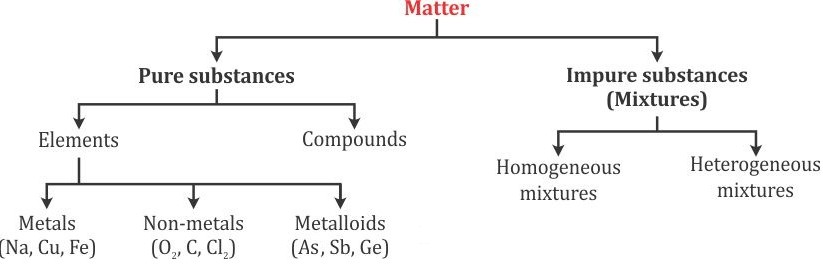 Matter
Pure substances
Impure substances
(Mixtures)
Elements
Compounds
Homogeneous
mixtures
Heterogeneous
mixtures
Metals
(Na, Cu, Fe)
Non-metals
(O₂, C, Cl₂)
Metalloids
(As, Sb, Ge)